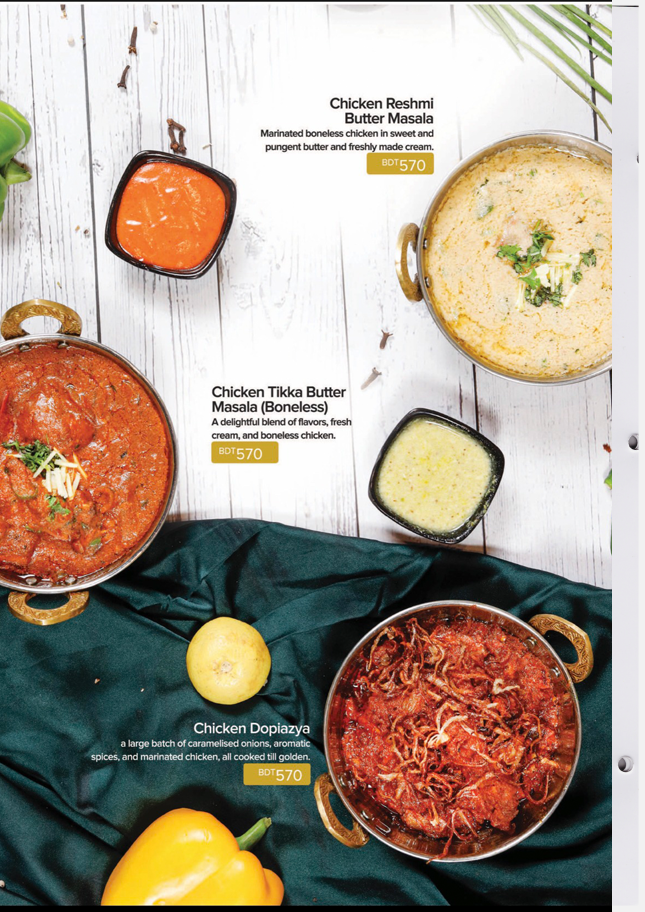 Chicken Reshmi
Butter Masala
Marinated boneless chicken in sweet and
pungent butter and freshly made cream.
BDT570
Chicken Tikka Butter
Masala (Boneless)
A delightful blend of flavors, fresh
cream, and boneless chicken.
BDT570
Chicken Dopiazya
a large batch of caramelised onions, aromatic
spices, and marinated chicken, all cooked till golden.
BDT570